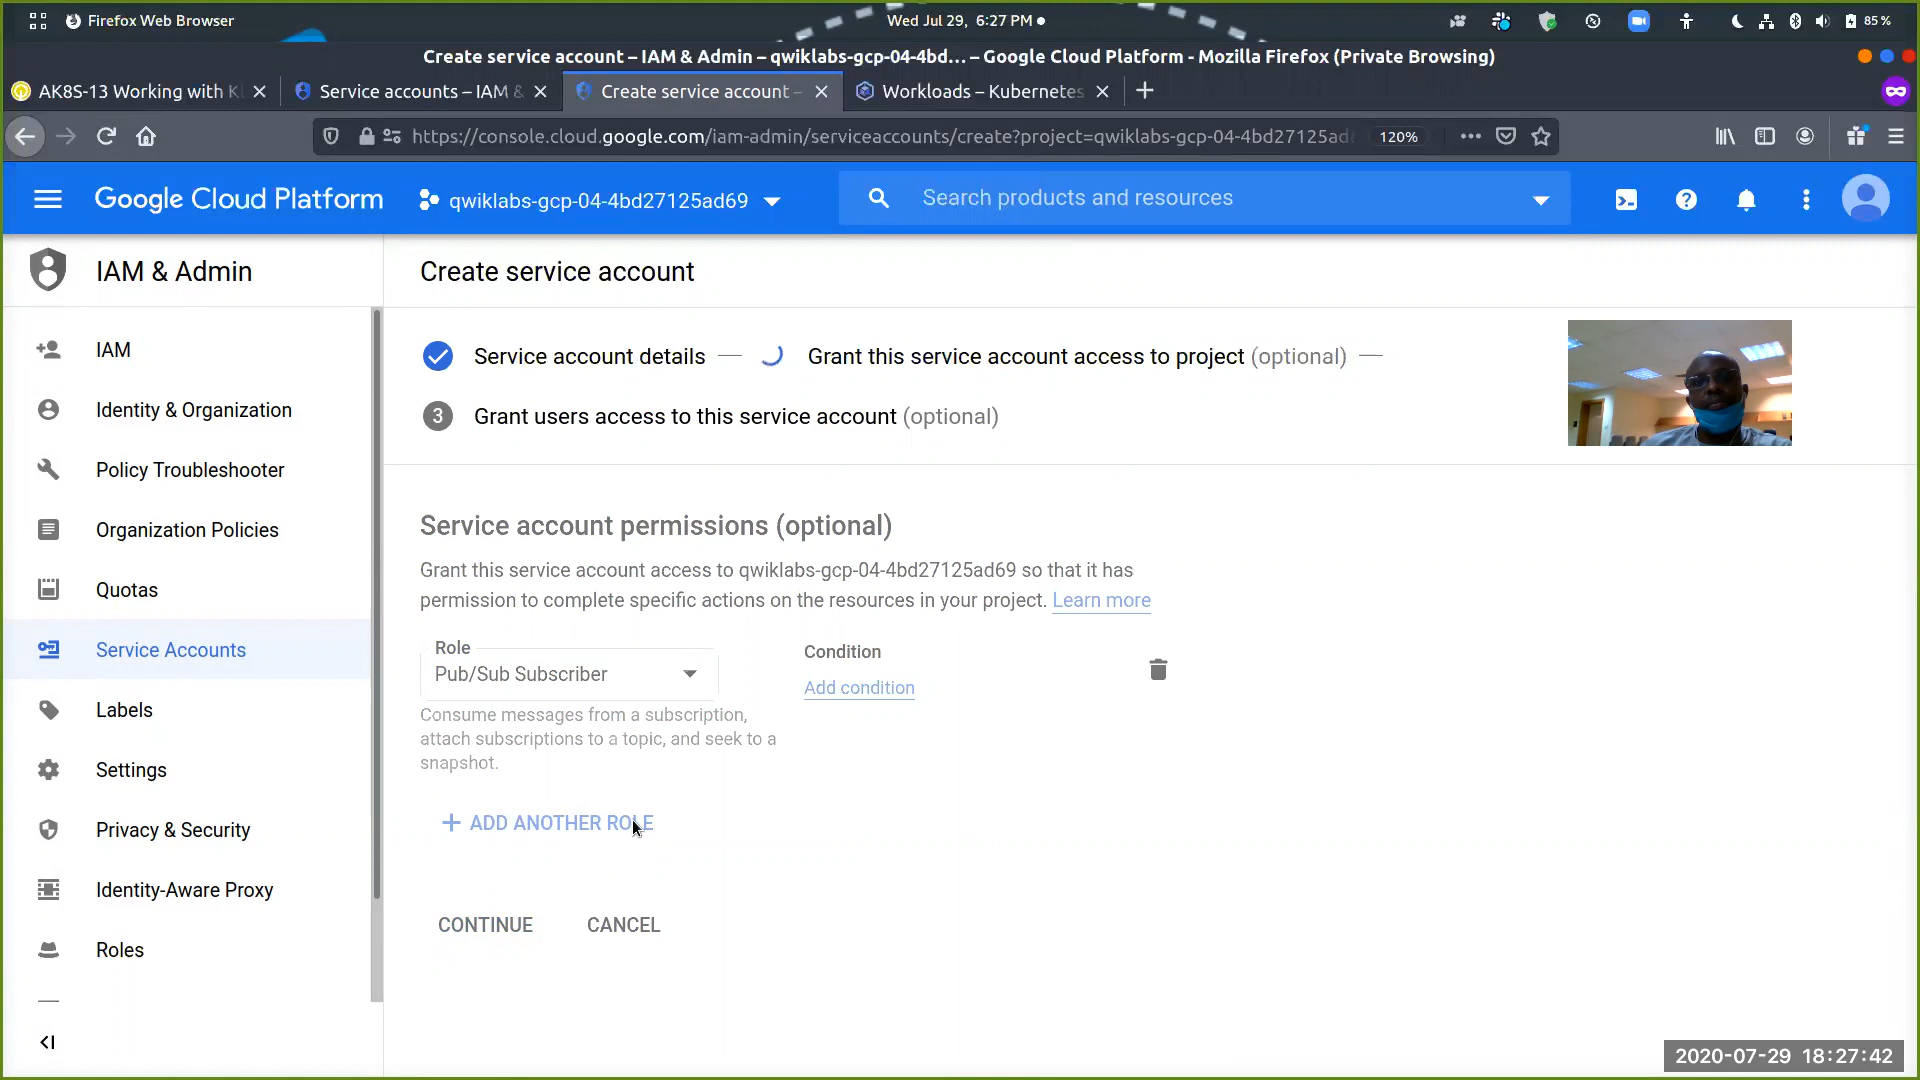 Firefox Web Browser
Wed Jul 29, 6:27 PM
85 %
Create service account – IAM & Admin – qwiklabs-gcp-04-4bd... – Google Cloud Platform - Mozilla Firefox (Private Browsing)
AK8S-13 Working with
Service accounts – IAM &
Create service account –
Workloads – Kubernetes
https://console.cloud.google.com/iam-admin/serviceaccounts/create?project=qwiklabs-gcp-04-4bd27125ad
120%
Google Cloud Platform
qwiklabs-gcp-04-4bd27125ad69
Search products and resources
IAM & Admin
Create service account
IAM
Identity & Organization
Policy Troubleshooter
Organization Policies
Quotas
Service Accounts
Labels
Settings
Privacy & Security
Identity-Aware Proxy
Roles
Service account details
Grant this service account access to project (optional)
3 Grant users access to this service account (optional)
Service account permissions (optional)
Grant this service account access to qwiklabs-gcp-04-4bd27125ad69 so that it has
permission to complete specific actions on the resources in your project. Learn more
Role
Pub/Sub Subscriber
Condition
Add condition
Consume messages from a subscription,
attach subscriptions to a topic, and seek to a
snapshot.
+ ADD ANOTHER ROLE
CONTINUE
CANCEL
2020-07-29 18:27:42